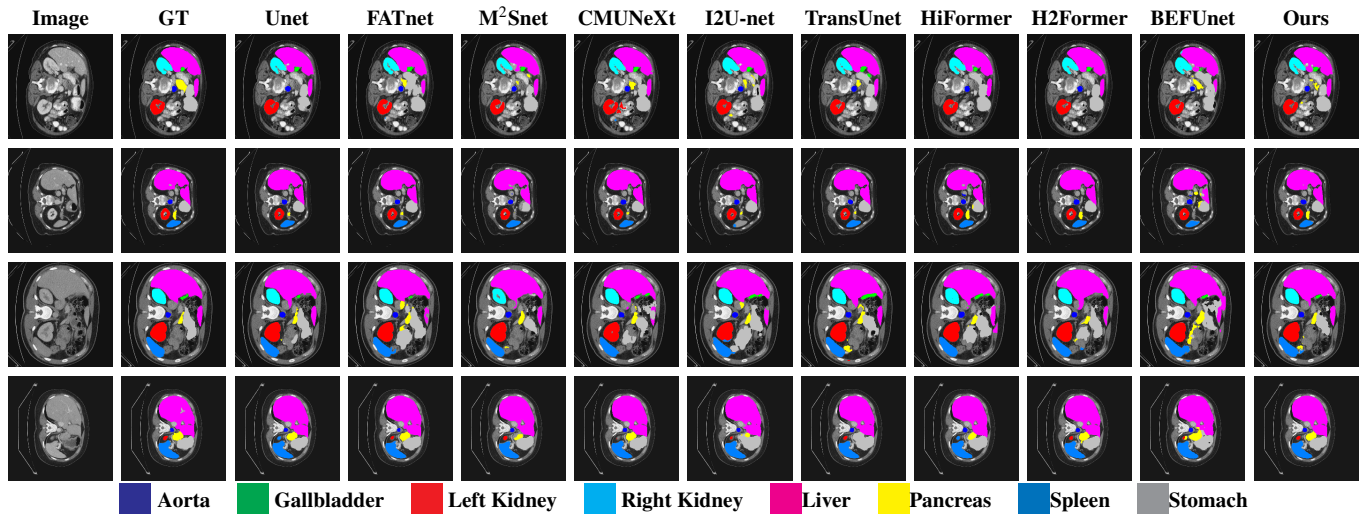 Image GT Unet FATnet M²Snet CMUNeXt I2U-net TransUnet HiFormer H2Former BEFUnet Ours
Aorta Gallbladder Left Kidney Right Kidney Liver Pancreas Spleen Stomach